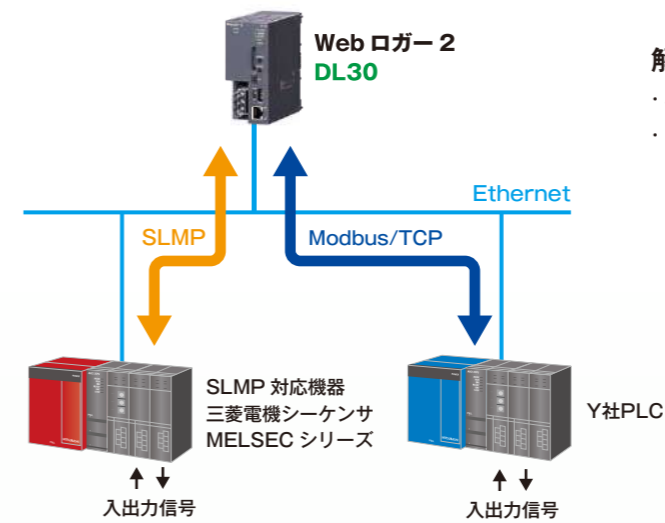 Web ロガー 2
DL30
解
・
・
Ethernet
SLMP
Modbus/TCP
SLMP 対応機器
三菱電機シーケンサ
MELSEC シリーズ
Y社PLC
入出力信号
入出力信号